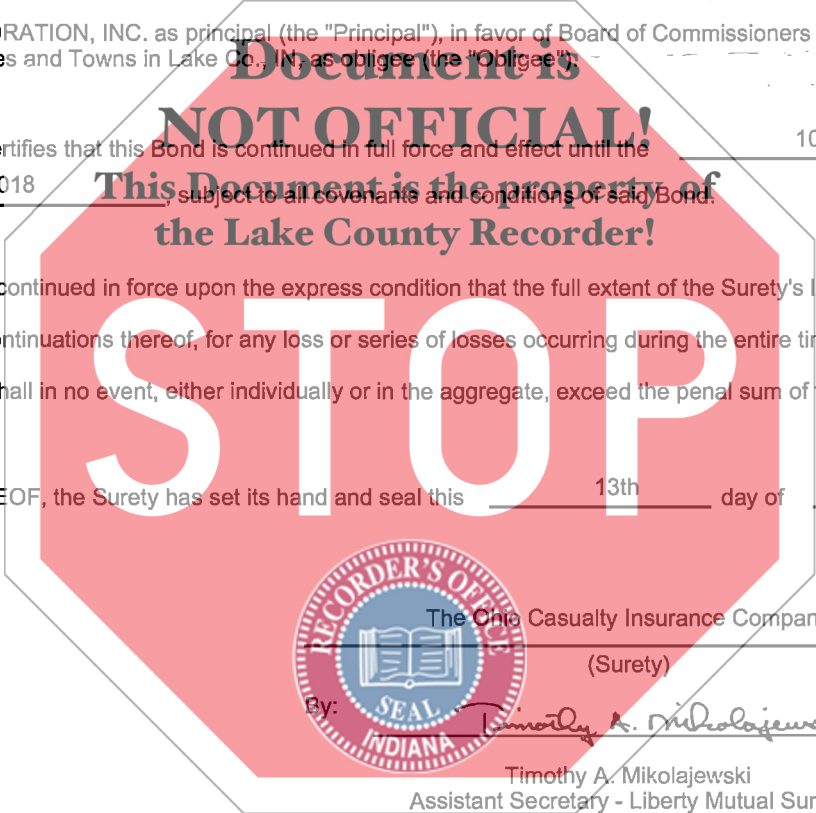 RATION, INC. as principal (the "Principal"), in favor of Board of Commissioners
s and Towns in Lake Co., IN, as obligee (the "Obligee").
Document is
NOT OFFICIAL!
rtifies that this Bond is continued in full force and effect until the 10
018, subject to all covenants and conditions of said Bond.
This Document is the property of
the Lake County Recorder!
continued in force upon the express condition that the full extent of the Surety's
ntinuations thereof, for any loss or series of losses occurring during the entire
hall in no event, either individually or in the aggregate, exceed the penal sum of
STOP
EOF, the Surety has set its hand and seal this 13th day of
RECORDER'S OFFICE
SEAL
INDIANA
The Ohio Casualty Insurance Compan
(Surety)
By: Timothy A. Mikolajews
Timothy A. Mikolajewski
Assistant Secretary - Liberty Mutual Sur